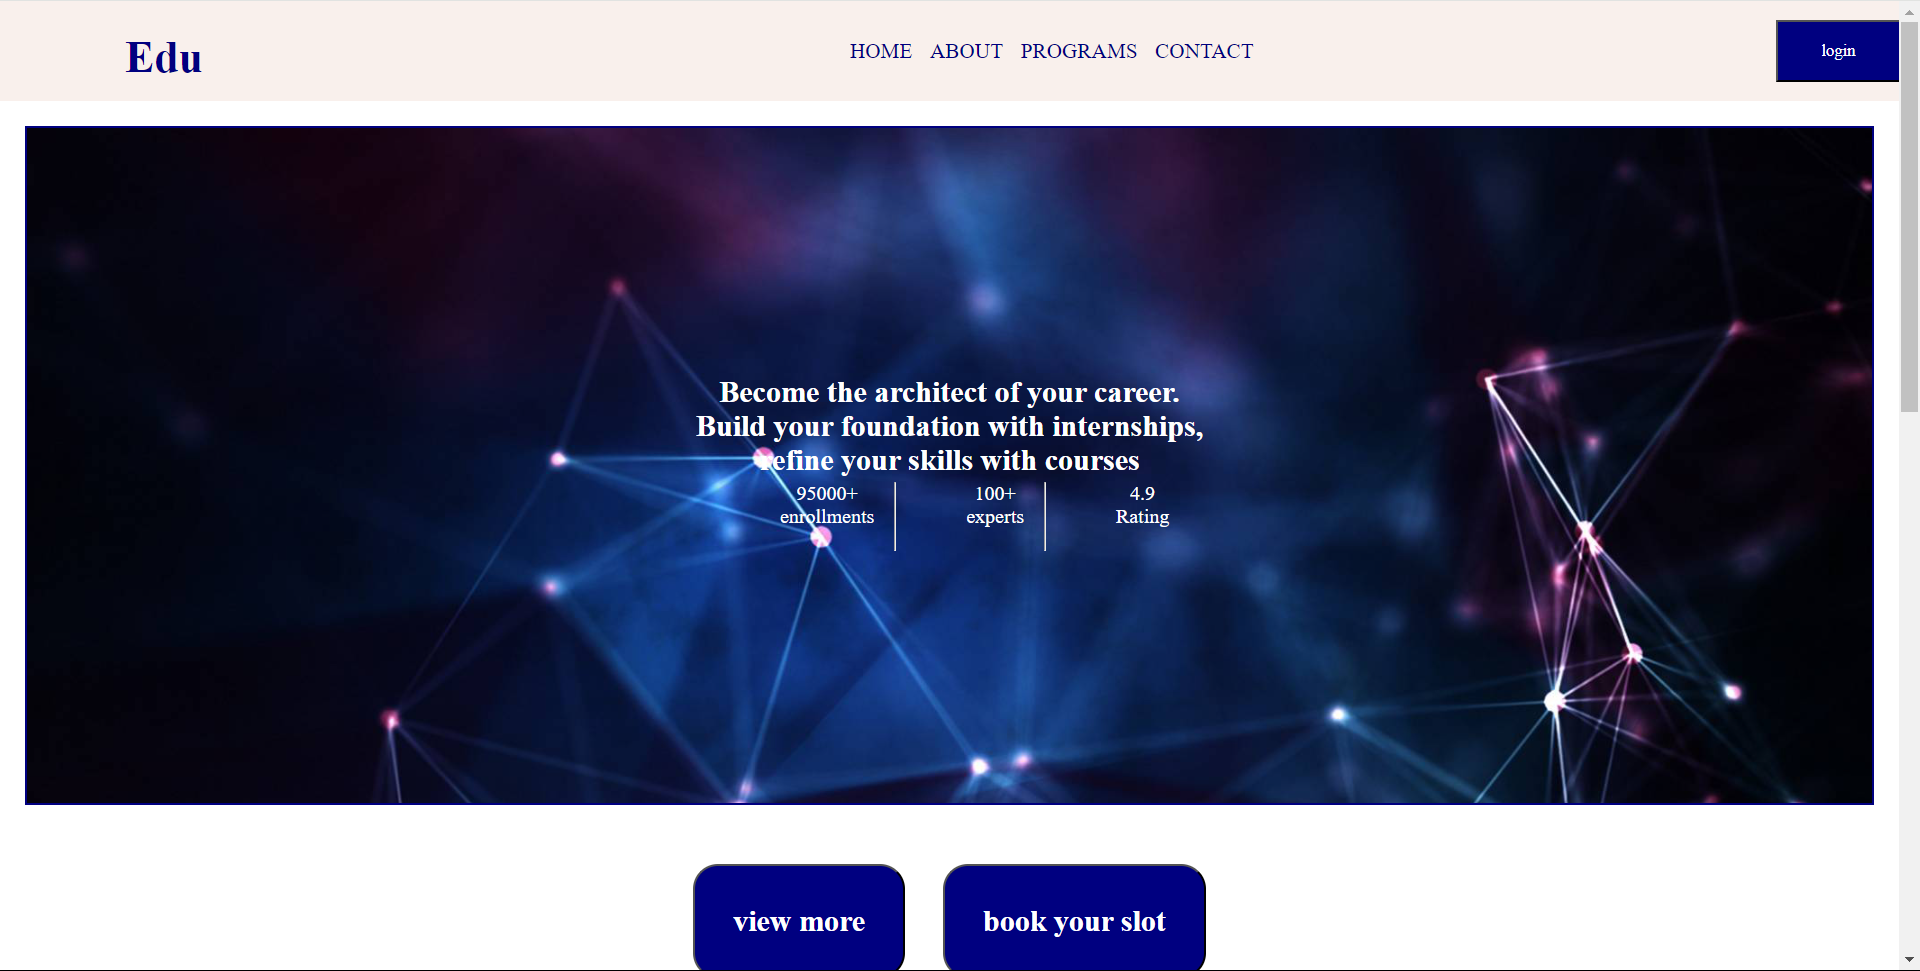 Edu
HOME ABOUT PROGRAMS CONTACT
login
Become the architect of your career.
Build your foundation with internships,
refine your skills with courses
95000+ 100+ 4.9
enrollments experts Rating
view more book your slot